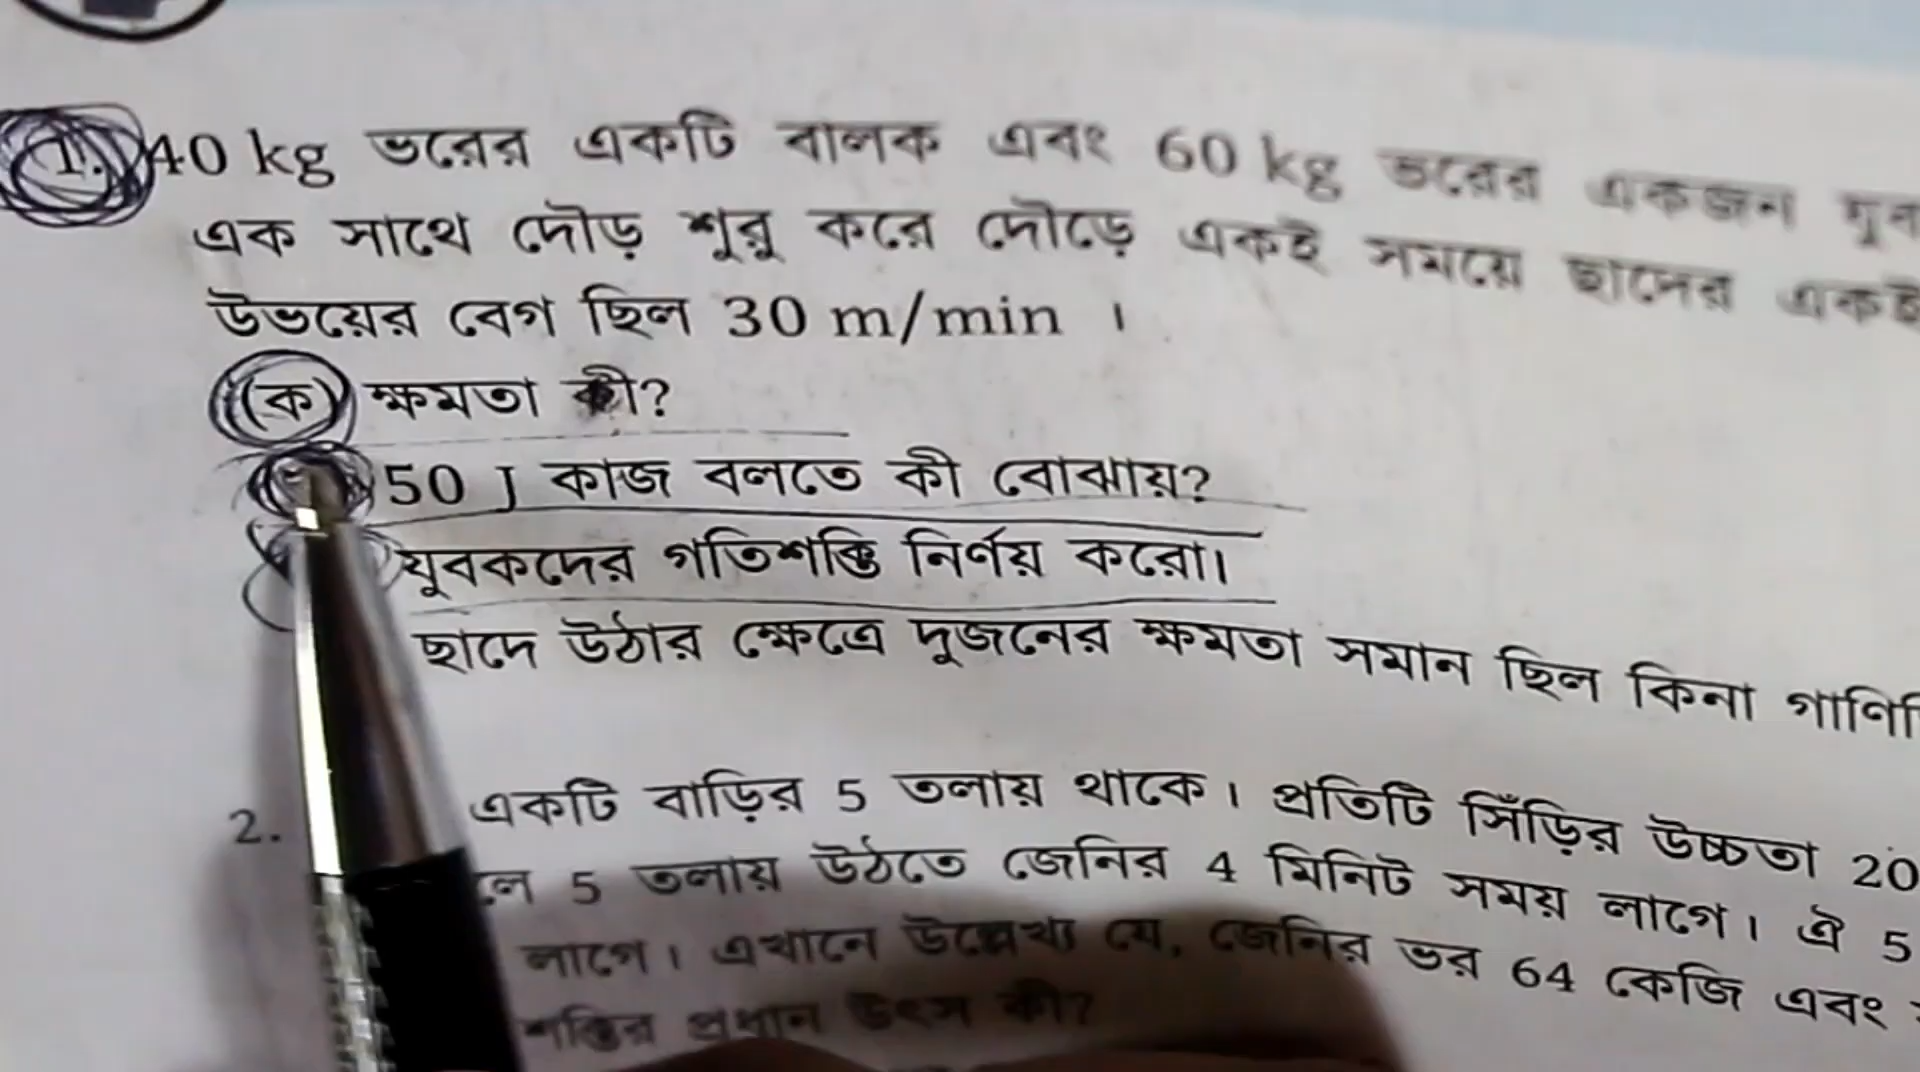 1. 40 kg ভরের একটি বালক এবং 60 kg ভরের একজন
এক সাথে দৌড় শুরু করে দৌড়ে একই সময়ে ছাদের একই
উভয়ের বেগ ছিল 30 m/min ।
(ক) ক্ষমতা কী?
50 J কাজ বলতে কী বোঝায়?
যুবকদের গতিশক্তি নির্ণয় করো।
ছাদে উঠার ক্ষেত্রে দুজনের ক্ষমতা সমান ছিল কিনা
2. একটি বাড়ির 5 তলায় থাকে। প্রতিটি সিঁড়ির উচ্চতা 20
5 তলায় উঠতে জেনির 4 মিনিট সময় লাগে। ঐ 5
লাগে। এখানে উল্লেখ্য যে, জেনির ভর 64 কেজি এবং
শক্তির প্রধান উৎস কী?